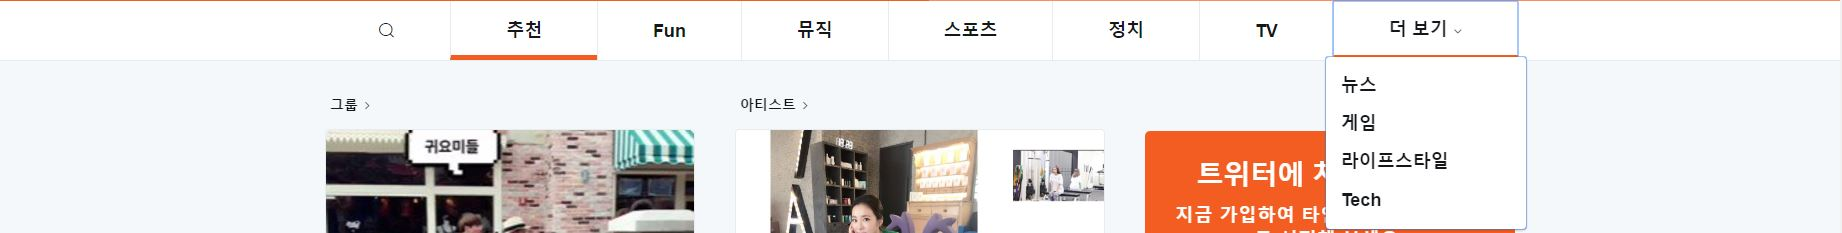 추천
Fun
뮤직
스포츠
정치
TV
더 보기
뉴스
게임
라이프스타일
Tech
그룹
아티스트
귀요미들
트위터에
지금 가입하여